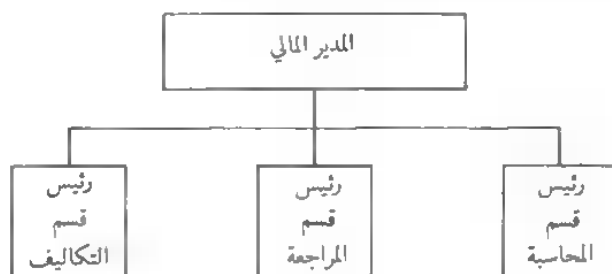 المدير المالي
رئيس
قسم
المحاسبة
رئيس
قسم
المراجعة
رئيس
قسم
التكاليف